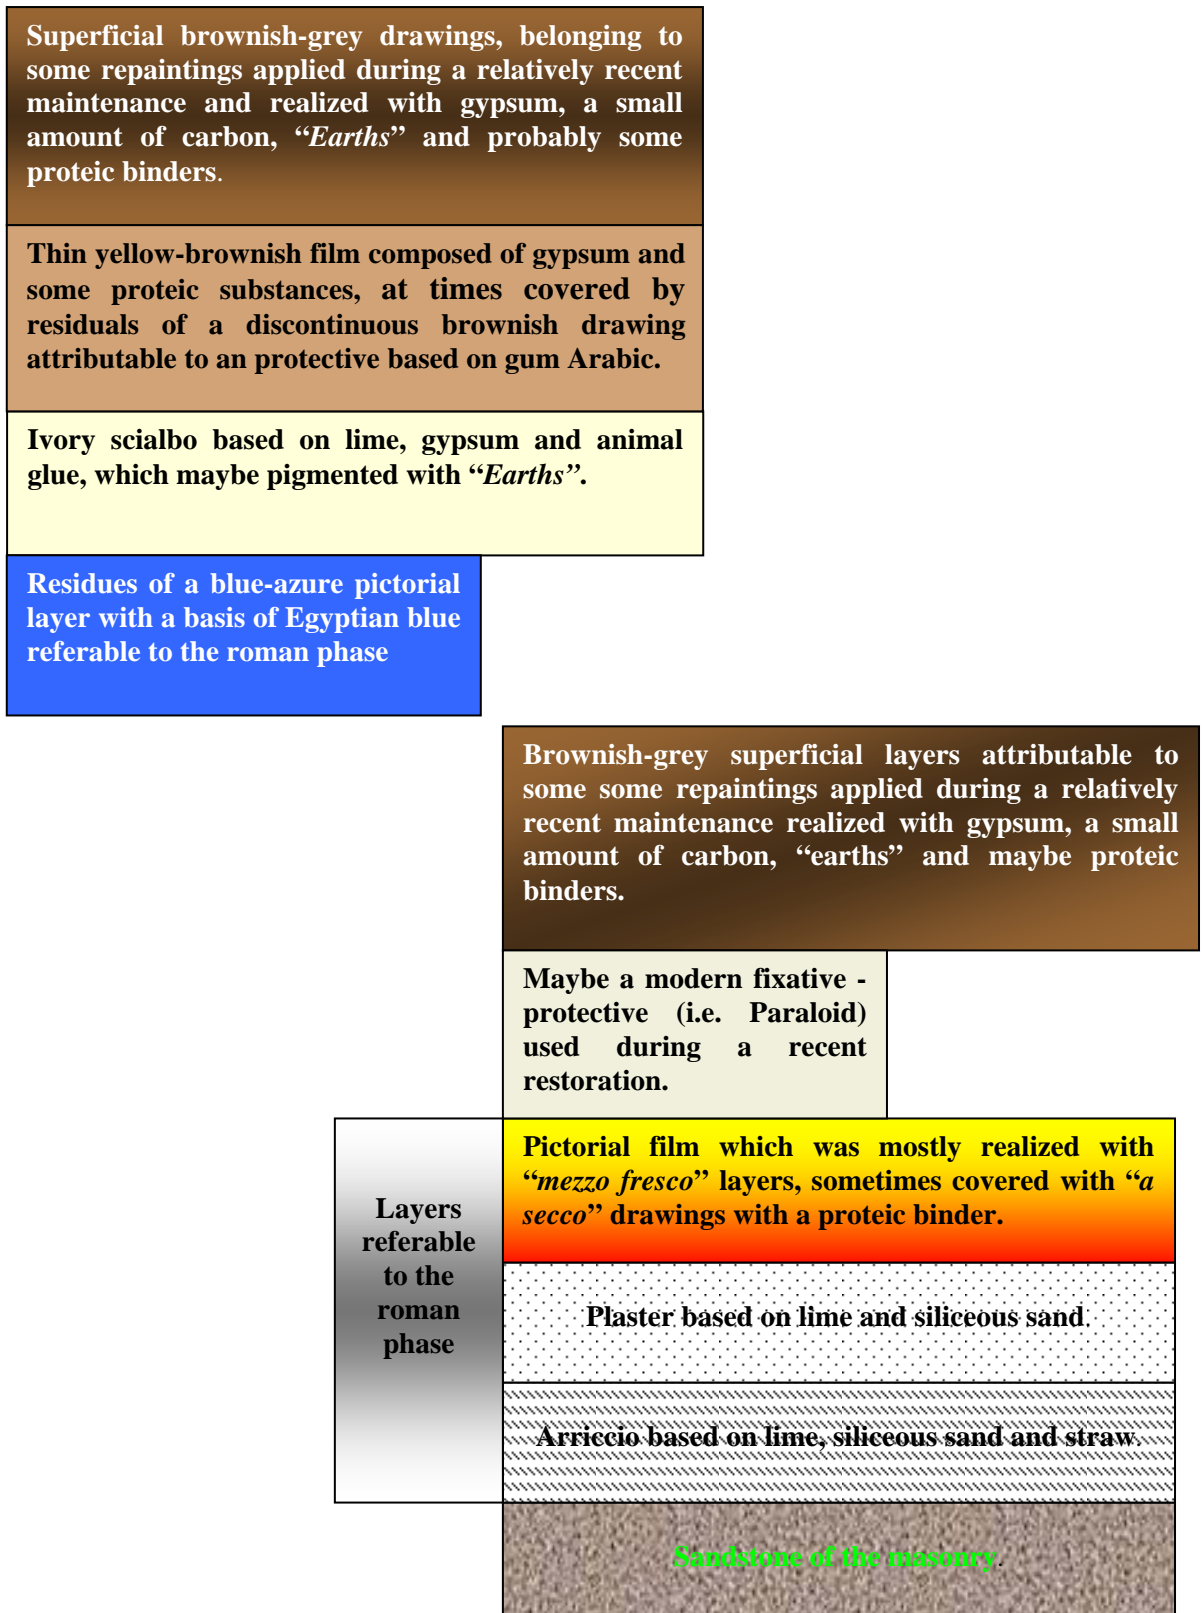 Superficial brownish-grey drawings, belonging to
some repaintings applied during a relatively recent
maintenance and realized with gypsum, a small
amount of carbon, “Earths” and probably some
proteic binders.
Thin yellow-brownish film composed of gypsum and
some proteic substances, at times covered by
residuals of a discontinuous brownish drawing
attributable to an protective based on gum Arabic.
Ivory scialbo based on lime, gypsum and animal
glue, which maybe pigmented with “Earths”.
Residues of a blue-azure pictorial
layer with a basis of Egyptian blue
referable to the roman phase
Brownish-grey superficial layers attributable to
some some repaintings applied during a relatively
recent maintenance realized with gypsum, a small
amount of carbon, “earths” and maybe proteic
binders.
Maybe a modern fixative -
protective (i.e. Paraloid)
used during a recent
restoration.
Layers
referable
to the
roman
phase
Pictorial film which was mostly realized with
“mezzo fresco” layers, sometimes covered with “a
secco” drawings with a proteic binder.
Plaster based on lime and siliceous sand.
Arriccio based on lime, siliceous sand and straw.
Sandstone of the masonry.